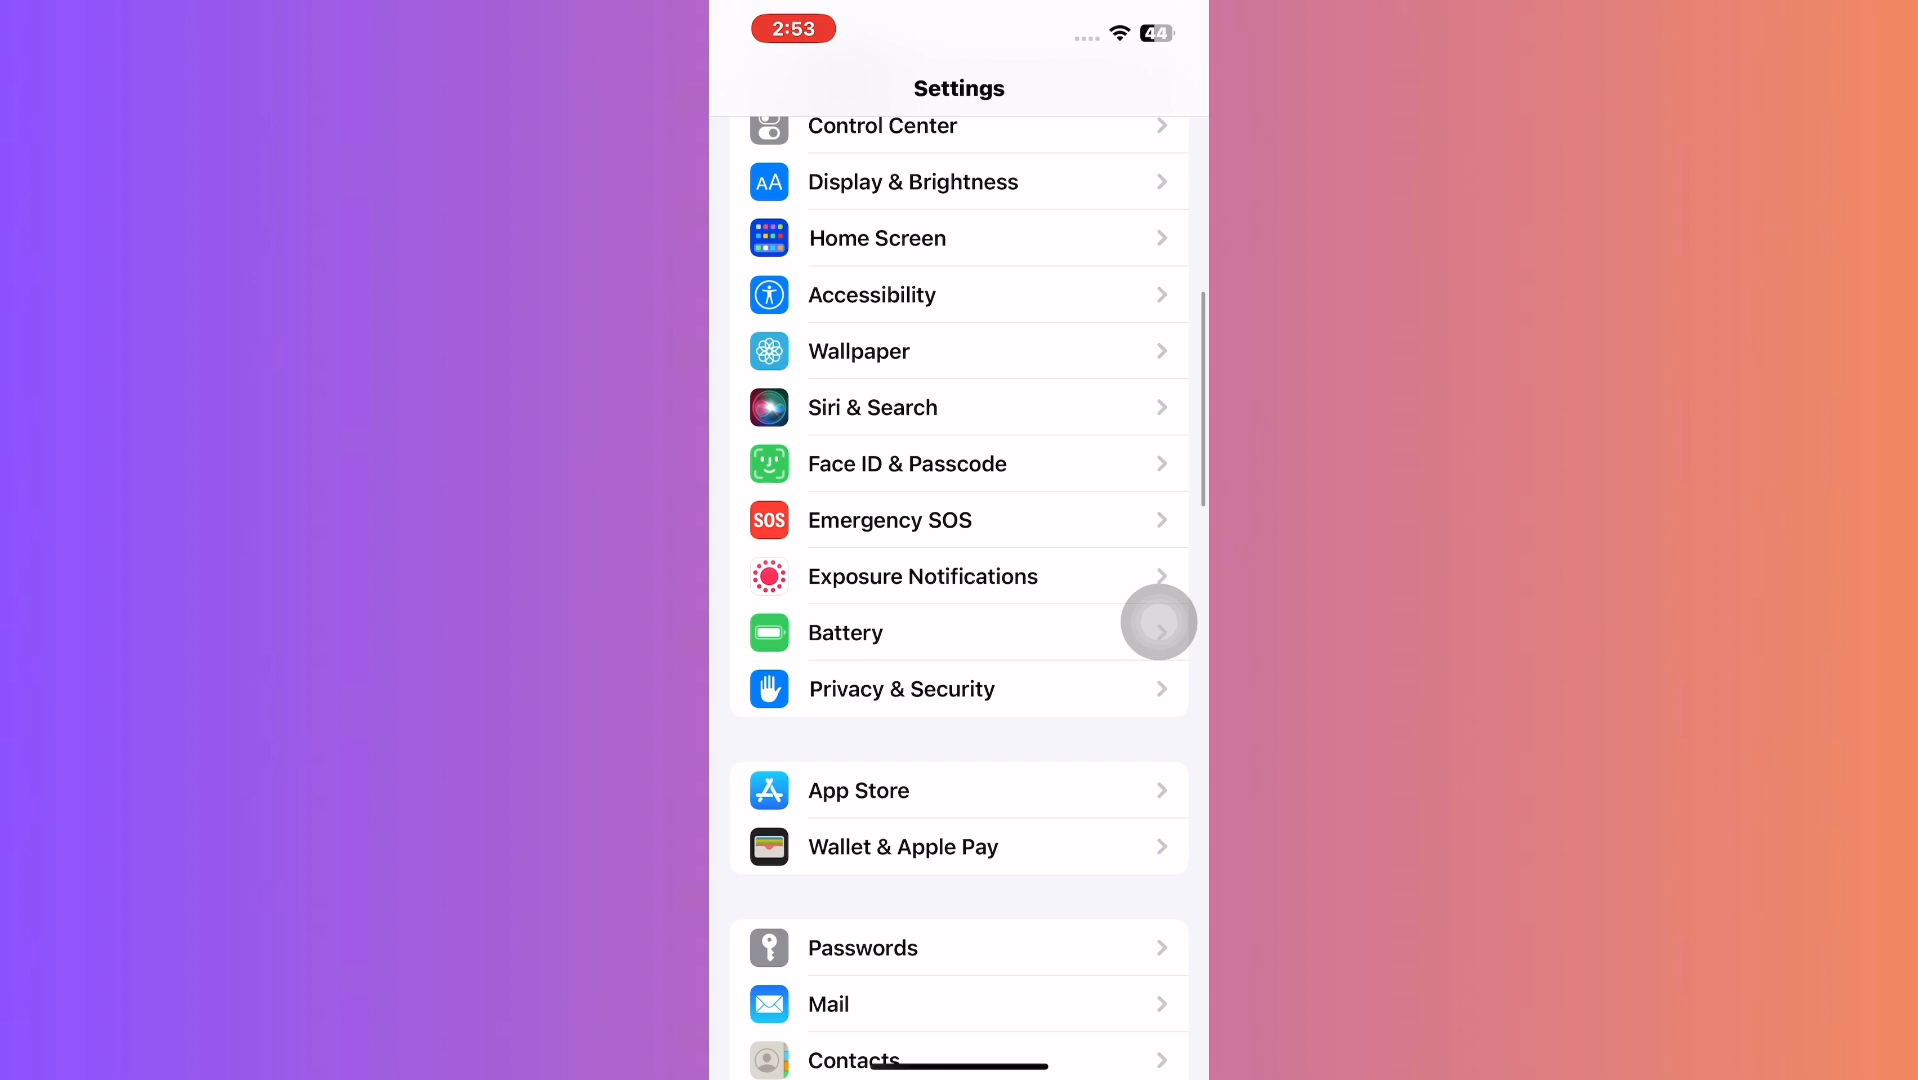 2:53
44
Settings
Control Center
AA
Display & Brightness
Home Screen
Accessibility
Wallpaper
Siri & Search
Face ID & Passcode
SOS
Emergency SOS
Exposure Notifications
Battery
Privacy & Security
App Store
Wallet & Apple Pay
Passwords
Mail
Contacts